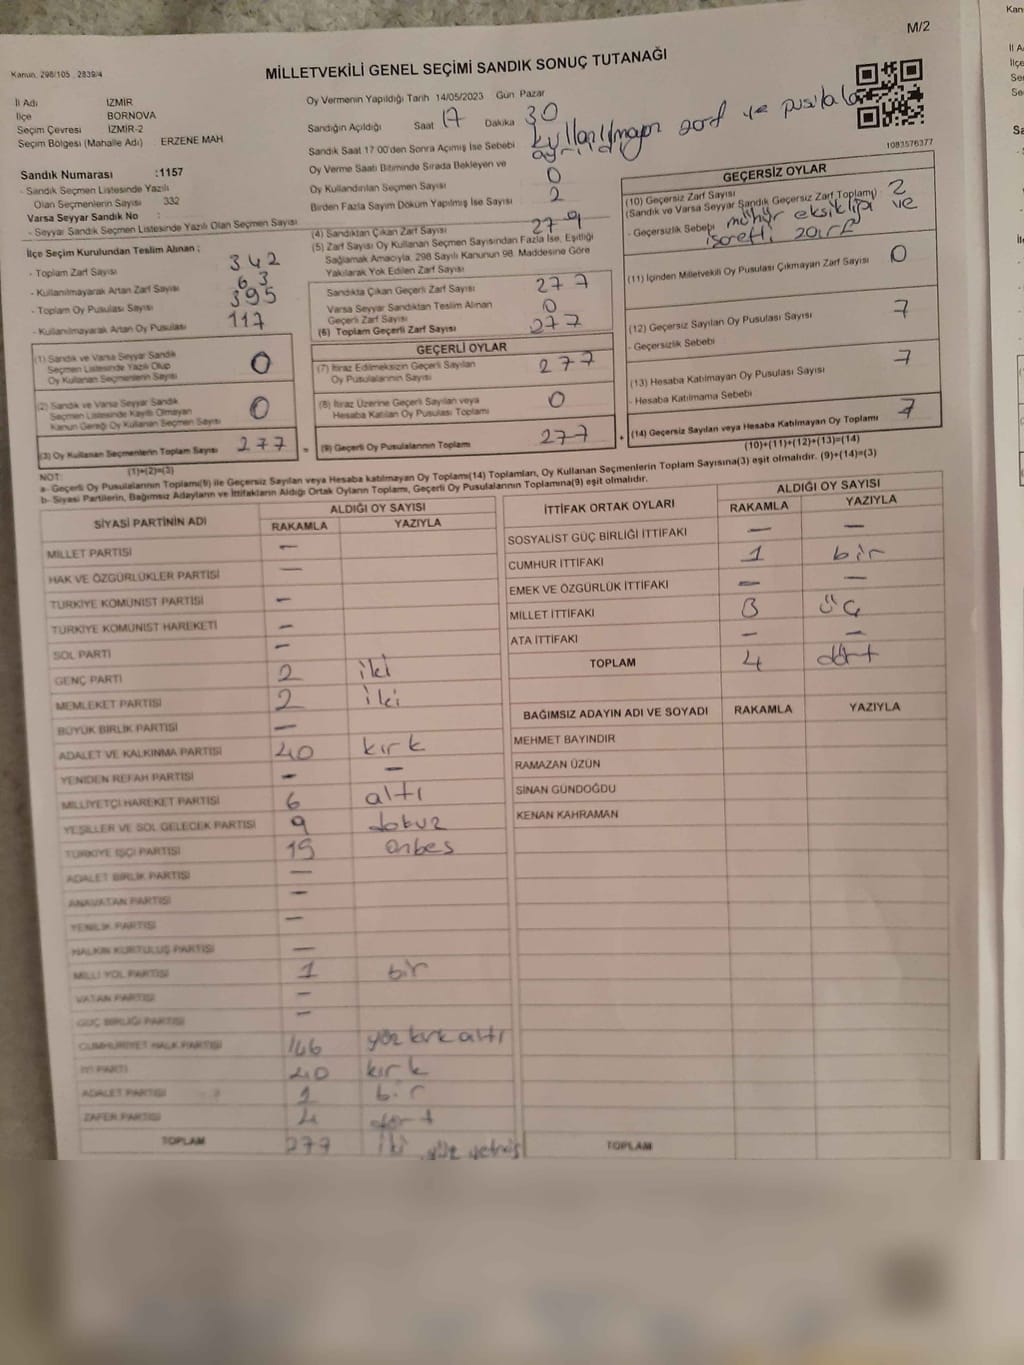 M/2
Kanun. 298/105 . 2839/4
MİLLETVEKİLİ GENEL SEÇİMİ SANDIK SONUÇ TUTANAĞI
İl Adı İZMİR
İlçe BORNOVA
Seçim Çevresi İZMİR-2
Seçim Bölgesi (Mahalle Adı) ERZENE MAH
Sandık Numarası :1157
- Sandık Seçmen Listesinde Yazılı
Olan Seçmenlerin Sayısı 332
Varsa Seyyar Sandık No :
- Seyyar Sandık Seçmen Listesinde Yazılı Olan Seçmen Sayısı
Oy Vermenin Yapıldığı Tarih 14/05/2023 Gün Pazar
Sandığın Açıldığı Saat 17 Dakika 30
Sandık Saat 17:00'den Sonra Açımış İse Sebebi kullanılmayan zarf ve pusulalar
ayrıldı
Oy Verme Saati Bitiminde Sırada Bekleyen ve
Oy Kullandırılan Seçmen Sayısı 0
Birden Fazla Sayım Döküm Yapılmış İse Sayısı 2
1083576377
İlçe Seçim Kurulundan Teslim Alınan ;
- Toplam Zarf Sayısı 342
- Kullanılmayarak Artan Zarf Sayısı 63
- Toplam Oy Pusulası Sayısı 395
- Kullanılmayarak Artan Oy Pusulası 117
(1) Sandık ve Varsa Seyyar Sandık
Seçmen Listesinde Yazılı Olup
Oy Kullanan Seçmenlerin Sayısı 0
(2) Sandık ve Varsa Seyyar Sandık
Seçmen Listesinde Kayıtlı Olmayan
Kanun Gereği Oy Kullanan Seçmen Sayısı 0
(3) Oy Kullanan Seçmenlerin Toplam Sayısı 277 =
(1)+(2)=(3)
(4) Sandıktan Çıkan Zarf Sayısı 279
(5) Zarf Sayısı Oy Kullanan Seçmen Sayısından Fazla İse, Eşitliği
Sağlamak Amacıyla, 298 Sayılı Kanunun 98. Maddesine Göre
Yakılarak Yok Edilen Zarf Sayısı
Sandıkta Çıkan Geçerli Zarf Sayısı 277
Varsa Seyyar Sandıktan Teslim Alınan
Geçerli Zarf Sayısı 0
(6) Toplam Geçerli Zarf Sayısı 277
GEÇERLİ OYLAR
(7) İtiraz Edilmeksizin Geçerli Sayılan
Oy Pusulalarının Sayısı 277
(8) İtiraz Üzerine Geçerli Sayılan veya
Hesaba Katılan Oy Pusulası Toplamı 0
(9) Geçerli Oy Pusulalarının Toplamı 277 +
GEÇERSİZ OYLAR
(10) Geçersiz Zarf Sayısı
(Sandık ve Varsa Seyyar Sandık Geçersiz Zarf Toplamı) 2
- Geçersizlik Sebebi mühür eksikliği ve
işaretli zarf
(11) İçinden Milletvekili Oy Pusulası Çıkmayan Zarf Sayısı 0
(12) Geçersiz Sayılan Oy Pusulası Sayısı 7
- Geçersizlik Sebebi
(13) Hesaba Katılmayan Oy Pusulası Sayısı 7
- Hesaba Katılmama Sebebi
(14) Geçersiz Sayılan veya Hesaba Katılmayan Oy Toplamı 7
(10)+(11)+(12)+(13)=(14)
NOT:
a- Geçerli Oy Pusulalarının Toplamı(9) ile Geçersiz Sayılan veya Hesaba katılmayan Oy Toplamı(14) Toplamları, Oy Kullanan Seçmenlerin Toplam Sayısına(3) eşit olmalıdır. (9)+(14)=(3)
b- Siyasi Partilerin, Bağımsız Adayların ve İttifakların Aldığı Ortak Oyların Toplamı, Geçerli Oy Pusulalarının Toplamına(9) eşit olmalıdır.
SİYASİ PARTİNİN ADI ALDIĞI OY SAYISI
RAKAMLA YAZIYLA
MİLLET PARTİSİ —
HAK VE ÖZGÜRLÜKLER PARTİSİ —
TÜRKİYE KOMÜNİST PARTİSİ —
TÜRKİYE KOMÜNİST HAREKETİ —
SOL PARTİ —
GENÇ PARTİ 2 iki
MEMLEKET PARTİSİ 2 iki
BÜYÜK BİRLİK PARTİSİ —
ADALET VE KALKINMA PARTİSİ 40 kırk
YENİDEN REFAH PARTİSİ — —
MİLLİYETÇİ HAREKET PARTİSİ 6 altı
YEŞİLLER VE SOL GELECEK PARTİSİ 9 dokuz
TÜRKİYE İŞÇİ PARTİSİ 15 onbeş
ADALET BİRLİK PARTİSİ —
ANAVATAN PARTİSİ —
YENİLİK PARTİSİ —
HALKIN KURTULUŞ PARTİSİ —
MİLLİ YOL PARTİSİ 1 bir
VATAN PARTİSİ —
GÜÇ BİRLİĞİ PARTİSİ —
CUMHURİYET HALK PARTİSİ 146 yüz kırk altı
İYİ PARTİ 40 kırk
ADALET PARTİSİ 1 bir
ZAFER PARTİSİ 4 dört
TOPLAM 277 iki yüz yetmiş
İTTİFAK ORTAK OYLARI ALDIĞI OY SAYISI
RAKAMLA YAZIYLA
SOSYALİST GÜÇ BİRLİĞİ İTTİFAKI — —
CUMHUR İTTİFAKI 1 bir
EMEK VE ÖZGÜRLÜK İTTİFAKI — —
MİLLET İTTİFAKI 3 üç
ATA İTTİFAKI — —
TOPLAM 4 dört
BAĞIMSIZ ADAYIN ADI VE SOYADI RAKAMLA YAZIYLA
MEHMET BAYINDIR
RAMAZAN ÜZÜN
SİNAN GÜNDOĞDU
KENAN KAHRAMAN
TOPLAM